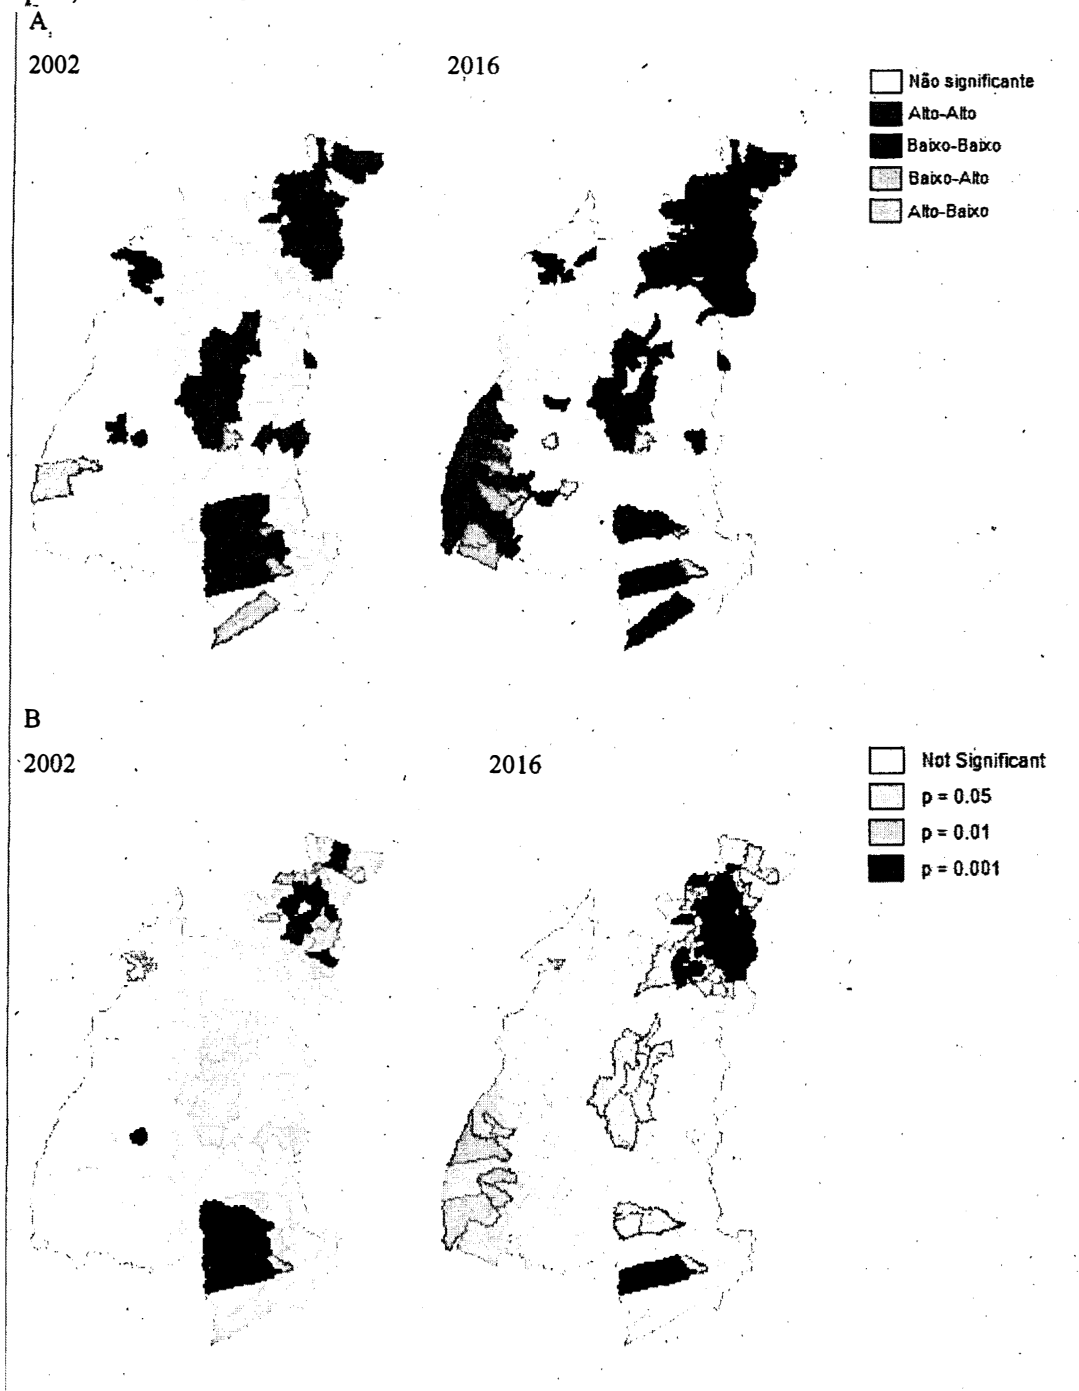 A
2002
2016
Não significante
Alto-Alto
Baixo-Baixo
Baixo-Alto
Alto-Baixo
B
2002
2016
Not Significant
p = 0.05
p = 0.01
p = 0.001